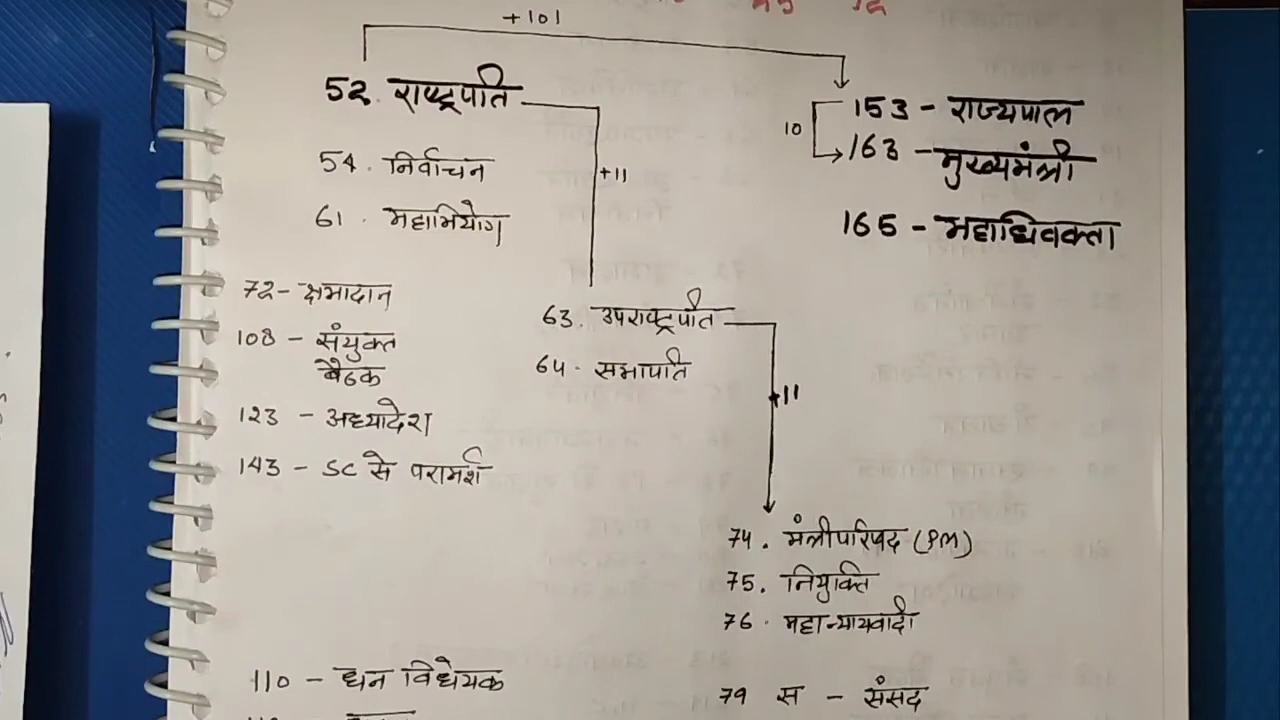 +101
52. राष्ट्रपति
153 - राज्यपाल
10
163 - मुख्यमंत्री
54. निर्वाचन
+11
61. महाभियोग
165 - महाधिवक्ता
72 - क्षमादान
63. उपराष्ट्रपति
108 - संयुक्त
बैठक
64. सभापति
+11
123 - अध्यादेश
143 - SC से परामर्श
74. मंत्रीपरिषद (PM)
75. नियुक्ति
76. महान्यायवादी
110 - धन विधेयक
79 स - संसद